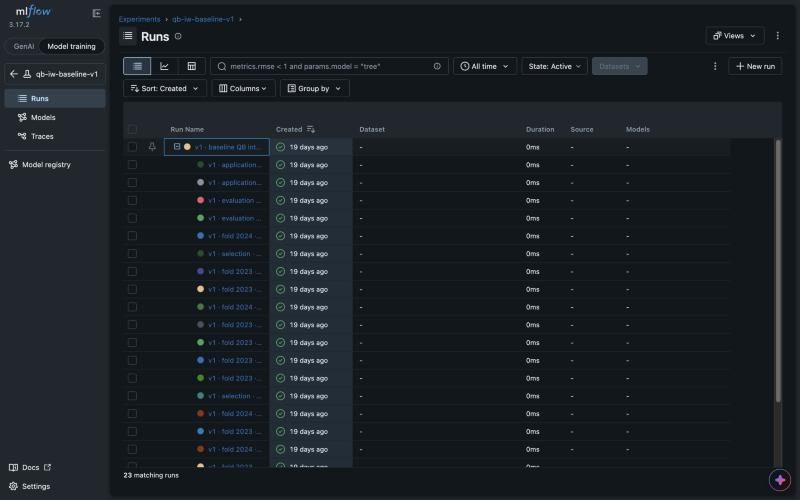 mlflow
3.17.2
GenAI Model training
qb-iw-baseline-v1
Runs
Models
Traces
Model registry
Docs
Settings
Experiments › qb-iw-baseline-v1 ›
Runs
Views
metrics.rmse < 1 and params.model = "tree"
All time
State: Active
Datasets
New run
Sort: Created
Columns
Group by
Run Name Created Dataset Duration Source Models
v1 · baseline QB int... 19 days ago - 0ms - -
v1 · application... 19 days ago - 0ms - -
v1 · application... 19 days ago - 0ms - -
v1 · evaluation ... 19 days ago - 0ms - -
v1 · evaluation ... 19 days ago - 0ms - -
v1 · fold 2024 ·... 19 days ago - 0ms - -
v1 · selection · ... 19 days ago - 0ms - -
v1 · fold 2023 ·... 19 days ago - 0ms - -
v1 · fold 2023 ·... 19 days ago - 0ms - -
v1 · fold 2024 ·... 19 days ago - 0ms - -
v1 · fold 2023 ·... 19 days ago - 0ms - -
v1 · fold 2023 ·... 19 days ago - 0ms - -
v1 · fold 2023 ·... 19 days ago - 0ms - -
v1 · fold 2023 ·... 19 days ago - 0ms - -
v1 · selection · ... 19 days ago - 0ms - -
v1 · fold 2024 ·... 19 days ago - 0ms - -
v1 · fold 2023 ·... 19 days ago - 0ms - -
v1 · fold 2024 ·... 19 days ago - 0ms - -
v1 · fold 2023 19 days ago - 0ms - -
23 matching runs